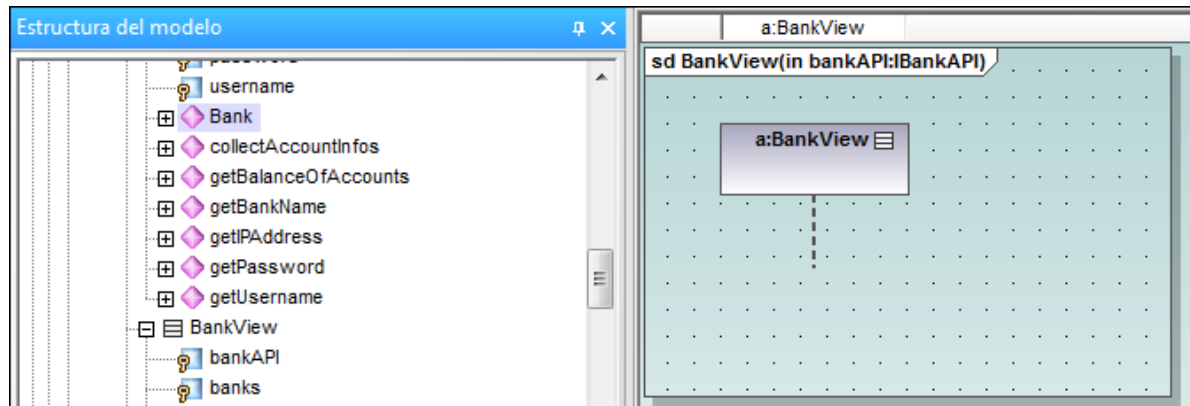 Estructura del modelo
username
Bank
collectAccountInfos
getBalanceOfAccounts
getBankName
getIPAddress
getPassword
getUsername
BankView
bankAPI
banks
a:BankView
sd BankView(in bankAPI:IBankAPI)
a:BankView